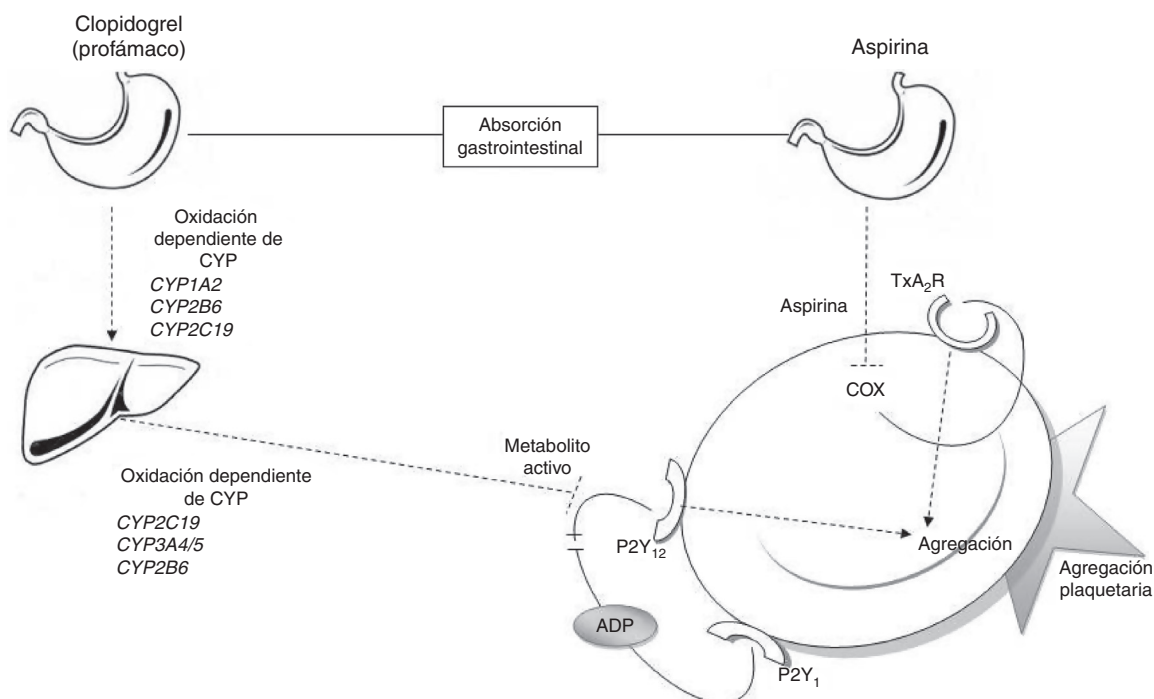 Clopidogrel
(profámaco)
Aspirina
Absorción
gastrointestinal
Oxidación
dependiente de
CYP
CYP1A2
CYP2B6
CYP2C19
Aspirina
TxA₂R
COX
Metabolito
activo
Oxidación dependiente
de CYP
CYP2C19
CYP3A4/5
CYP2B6
P2Y₁₂
Agregación
Agregación
plaquetaria
ADP
P2Y₁